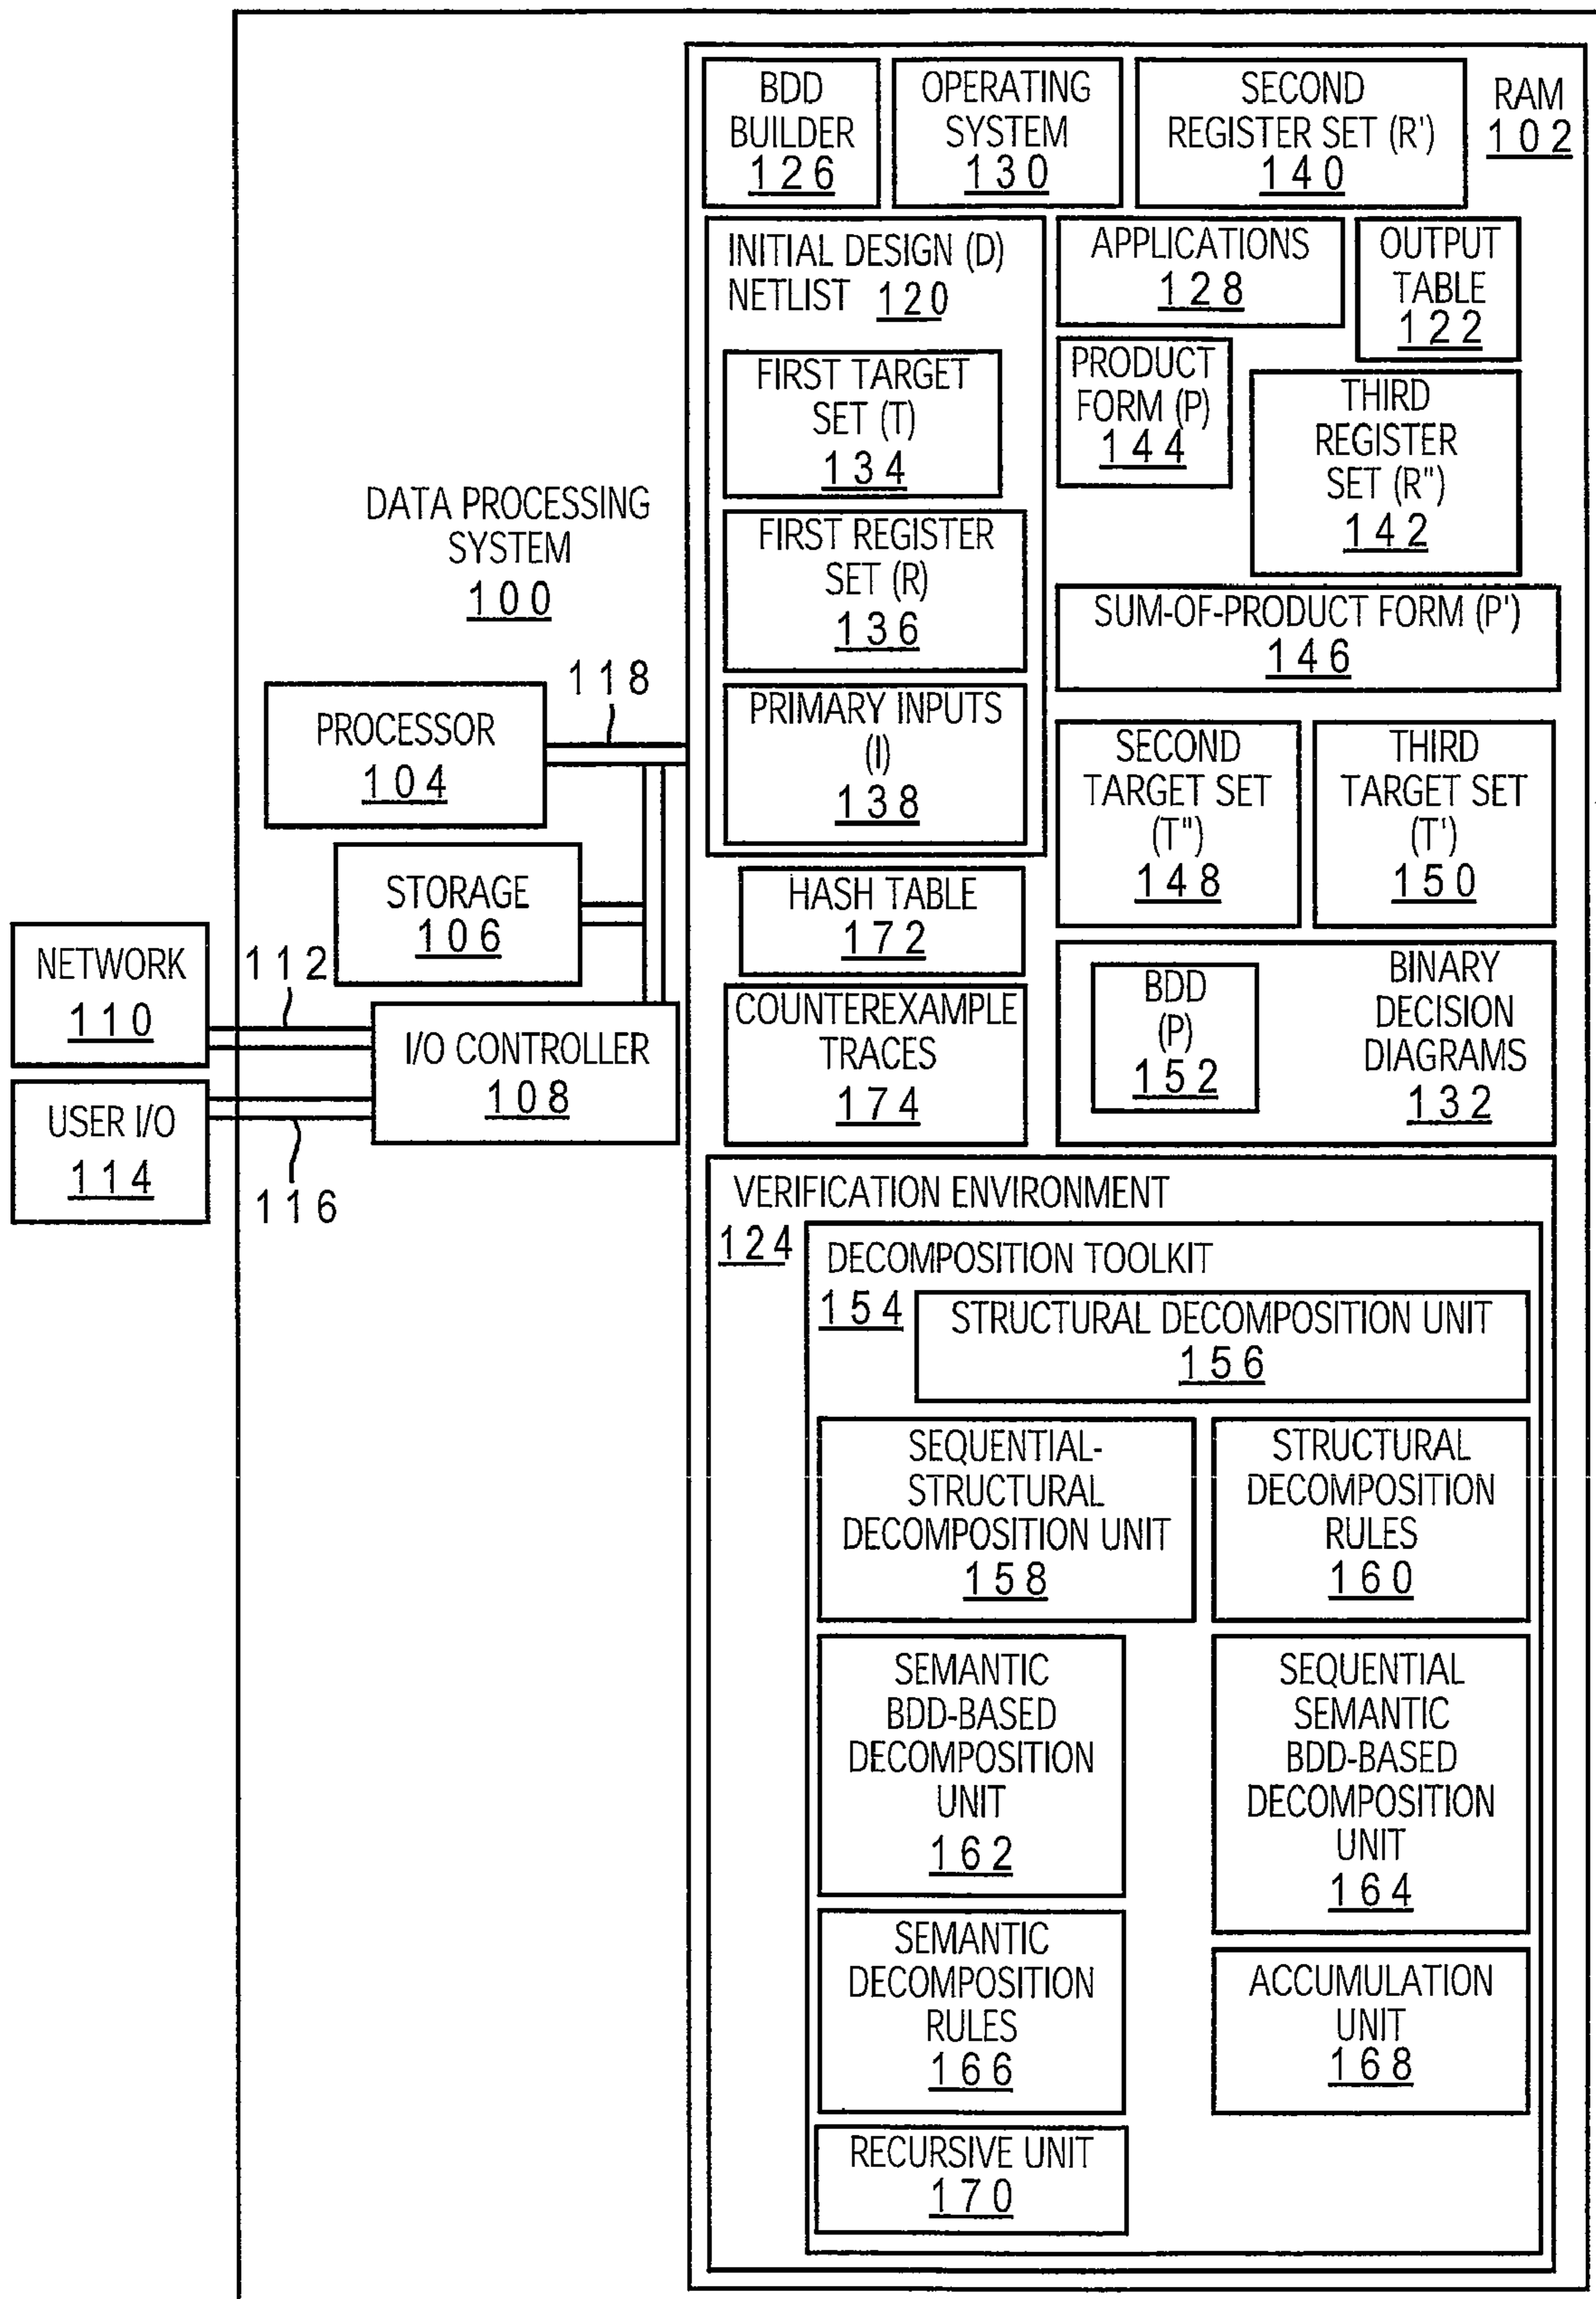 BDD
BUILDER
126
OPERATING
SYSTEM
130
SECOND
REGISTER SET (R')
140
RAM
102
INITIAL DESIGN (D)
NETLIST 120
APPLICATIONS
128
OUTPUT
TABLE
122
FIRST TARGET
SET (T)
134
PRODUCT
FORM (P)
144
THIRD
REGISTER
SET (R")
142
DATA PROCESSING
SYSTEM
100
FIRST REGISTER
SET (R)
136
SUM-OF-PRODUCT FORM (P')
146
118
PROCESSOR
104
PRIMARY INPUTS
(I)
138
SECOND
TARGET SET
(T")
148
THIRD
TARGET SET
(T')
150
STORAGE
106
HASH TABLE
172
NETWORK
110
112
I/O CONTROLLER
108
COUNTEREXAMPLE
TRACES
174
BDD
(P)
152
BINARY
DECISION
DIAGRAMS
132
USER I/O
114
116
VERIFICATION ENVIRONMENT
124
DECOMPOSITION TOOLKIT
154
STRUCTURAL DECOMPOSITION UNIT
156
SEQUENTIAL-
STRUCTURAL
DECOMPOSITION UNIT
158
STRUCTURAL
DECOMPOSITION
RULES
160
SEMANTIC
BDD-BASED
DECOMPOSITION
UNIT
162
SEQUENTIAL
SEMANTIC
BDD-BASED
DECOMPOSITION
UNIT
164
SEMANTIC
DECOMPOSITION
RULES
166
ACCUMULATION
UNIT
168
RECURSIVE UNIT
170